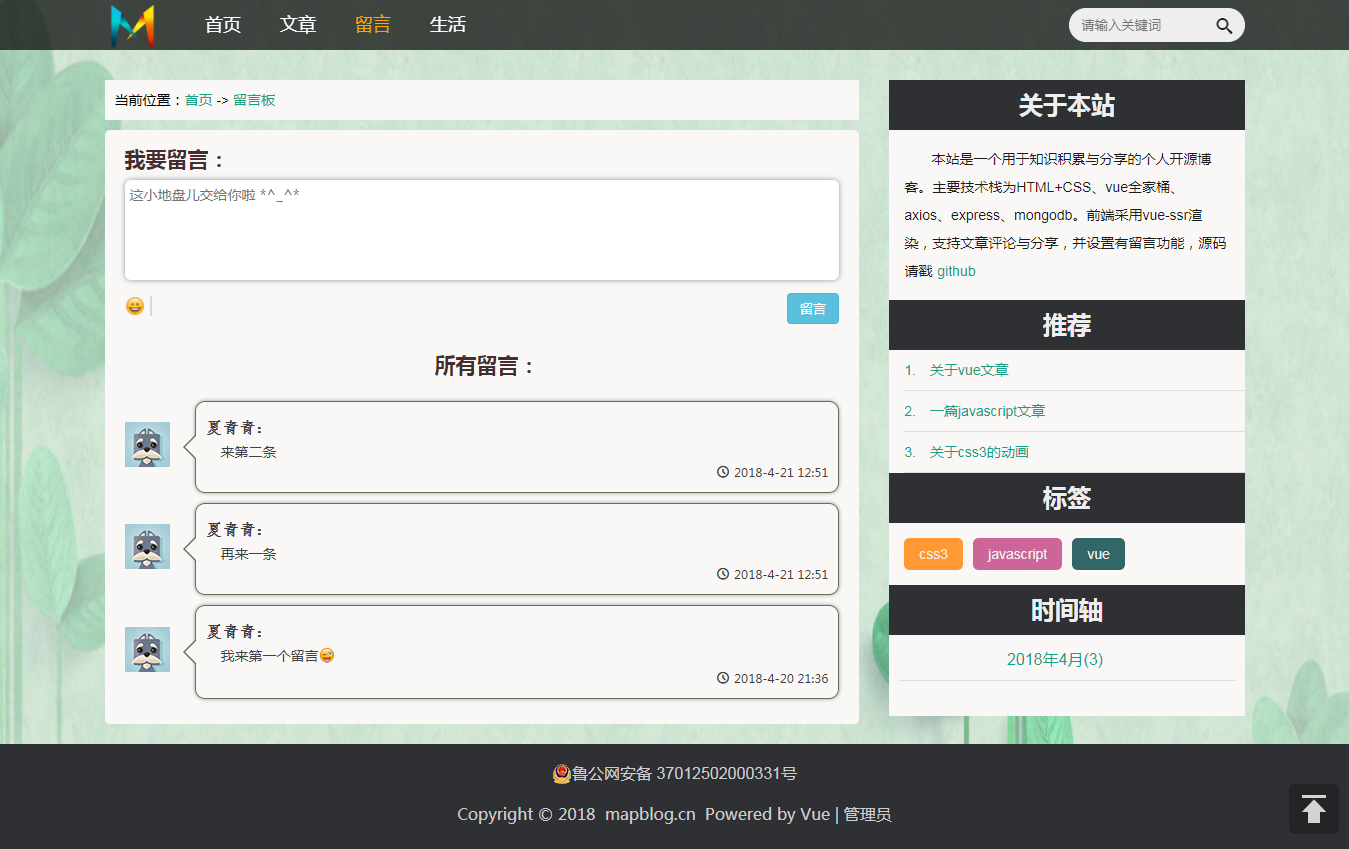 首页 文章 留言 生活 请输入关键词
当前位置：首页 -> 留言板
我要留言：
这小地盘儿交给你啦 *^_^*
留言
所有留言：
夏青青：
来第二条
2018-4-21 12:51
夏青青：
再来一条
2018-4-21 12:51
夏青青：
我来第一个留言😜
2018-4-20 21:36
关于本站
本站是一个用于知识积累与分享的个人开源博
客。主要技术栈为HTML+CSS、vue全家桶、
axios、express、mongodb。前端采用vue-ssr渲
染，支持文章评论与分享，并设置有留言功能，源码
请戳 github
推荐
1. 关于vue文章
2. 一篇javascript文章
3. 关于css3的动画
标签
css3 javascript vue
时间轴
2018年4月(3)
鲁公网安备 37012502000331号
Copyright © 2018 mapblog.cn Powered by Vue | 管理员